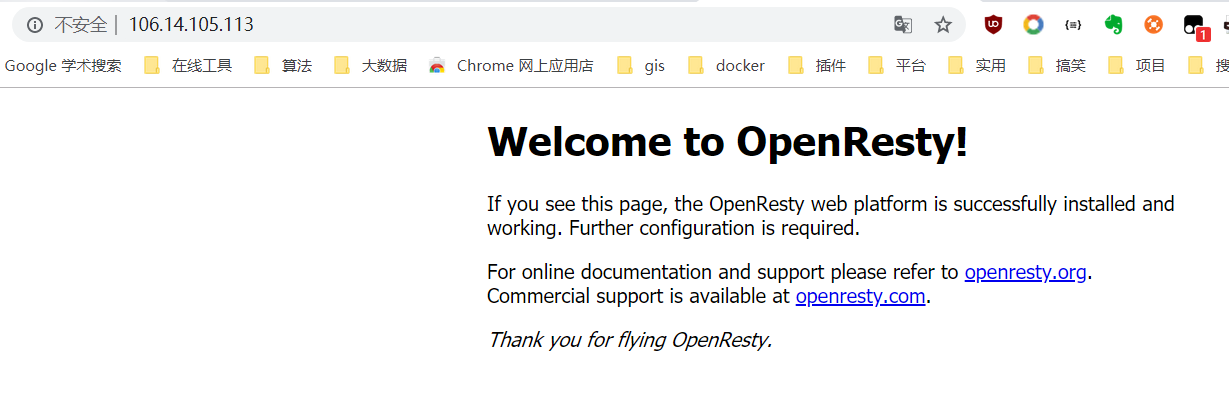 不安全 | 106.14.105.113
1
Google 学术搜索 在线工具 算法 大数据 Chrome 网上应用店 gis docker 插件 平台 实用 搞笑 项目 搜
Welcome to OpenResty!
If you see this page, the OpenResty web platform is successfully installed and
working. Further configuration is required.
For online documentation and support please refer to openresty.org.
Commercial support is available at openresty.com.
Thank you for flying OpenResty.